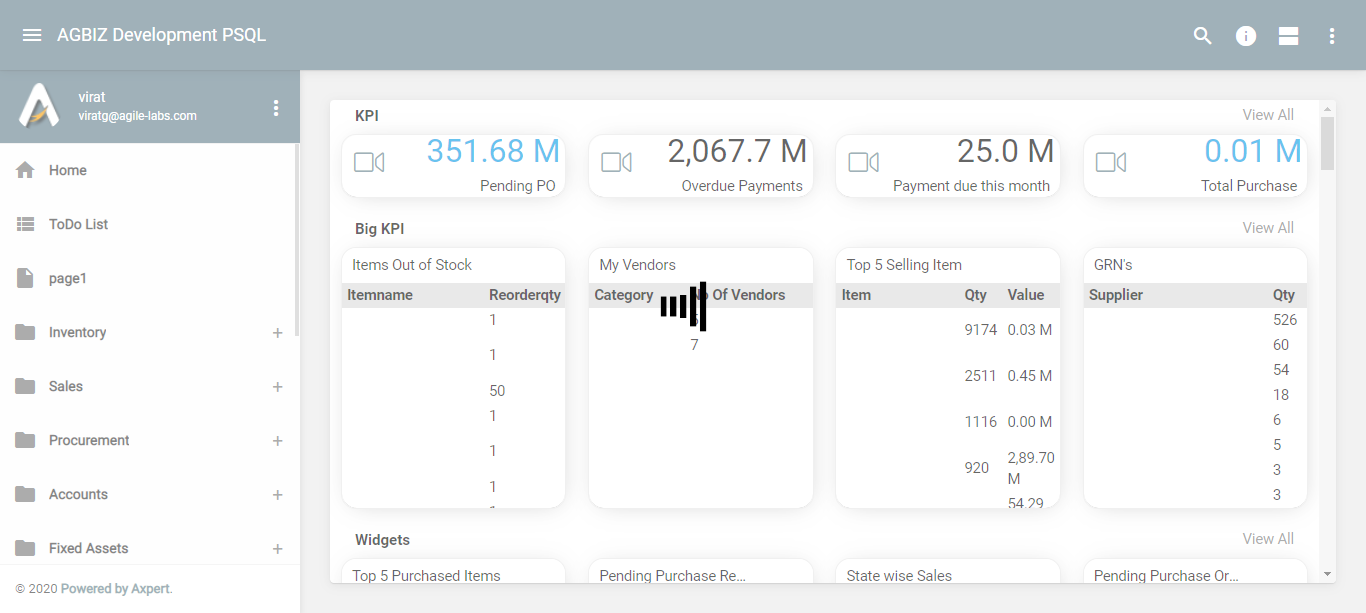 AGBIZ Development PSQL
virat
viratg@agile-labs.com
Home
ToDo List
page1
Inventory +
Sales +
Procurement +
Accounts +
Fixed Assets +
© 2020 Powered by Axpert.
KPI View All
351.68 M
Pending PO
2,067.7 M
Overdue Payments
25.0 M
Payment due this month
0.01 M
Total Purchase
Big KPI View All
Items Out of Stock
Itemname Reorderqty
1
1
50
1
1
1
My Vendors
Category No Of Vendors
7
Top 5 Selling Item
Item Qty Value
9174 0.03 M
2511 0.45 M
1116 0.00 M
920 2,89.70
M
54.29
GRN's
Supplier Qty
526
60
54
18
6
5
3
3
Widgets View All
Top 5 Purchased Items
Pending Purchase Re...
State wise Sales
Pending Purchase Or...